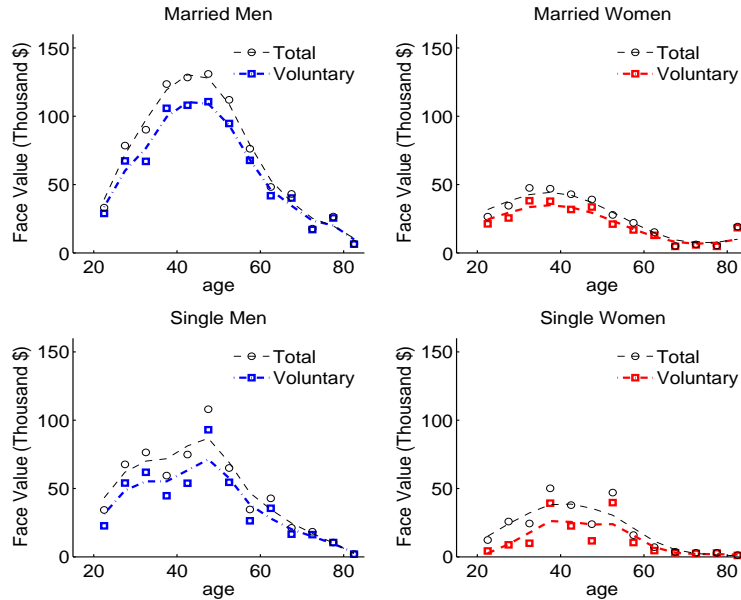 Married Men
Face Value (Thousand $)
150
100
50
0
20 40 60 80
age
Total
Voluntary
Married Women
Face Value (Thousand $)
150
100
50
0
20 40 60 80
age
Total
Voluntary
Single Men
Face Value (Thousand $)
150
100
50
0
20 40 60 80
age
Total
Voluntary
Single Women
Face Value (Thousand $)
150
100
50
0
20 40 60 80
age
Total
Voluntary